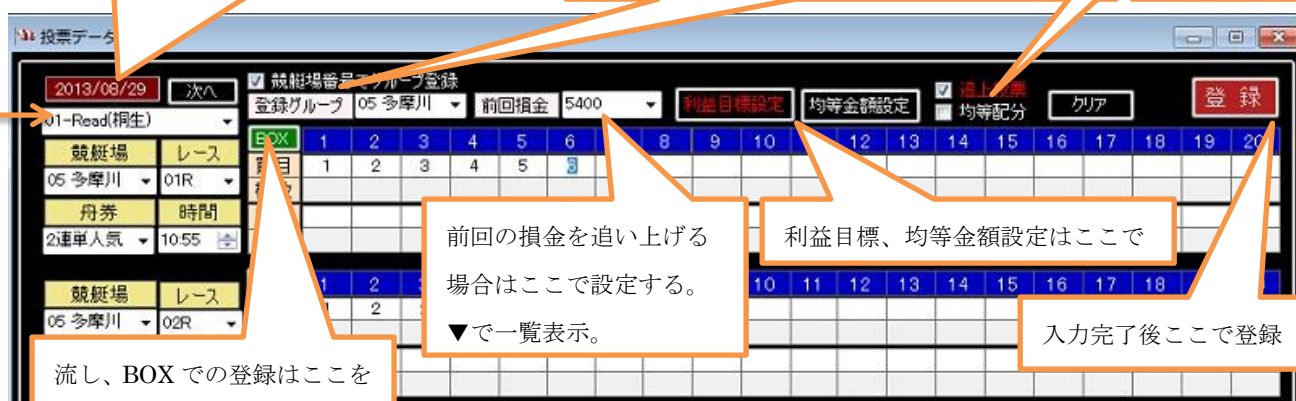 投票データ
2013/08/29 次へ 競艇場番号でグループ登録 追上投票
01-Read(桐生) 登録グループ 05 多摩川 前回損金 5400 利益目標設定 均等金額設定 均等配分 クリア 登 録
競艇場 レース BOX 1 2 3 4 5 6 8 9 10 12 13 14 15 16 17 18 19 20
05 多摩川 01R 買目 1 2 3 4 5 6
舟券 時間
2連単人気 10:55
前回の損金を追い上げる
場合はここで設定する。
▼で一覧表示。
利益目標、均等金額設定はここで
競艇場 レース 1 2 10 11 12 13 14 15 16 17 18
05 多摩川 02R 2
入力完了後ここで登録
流し、BOX での登録はここを